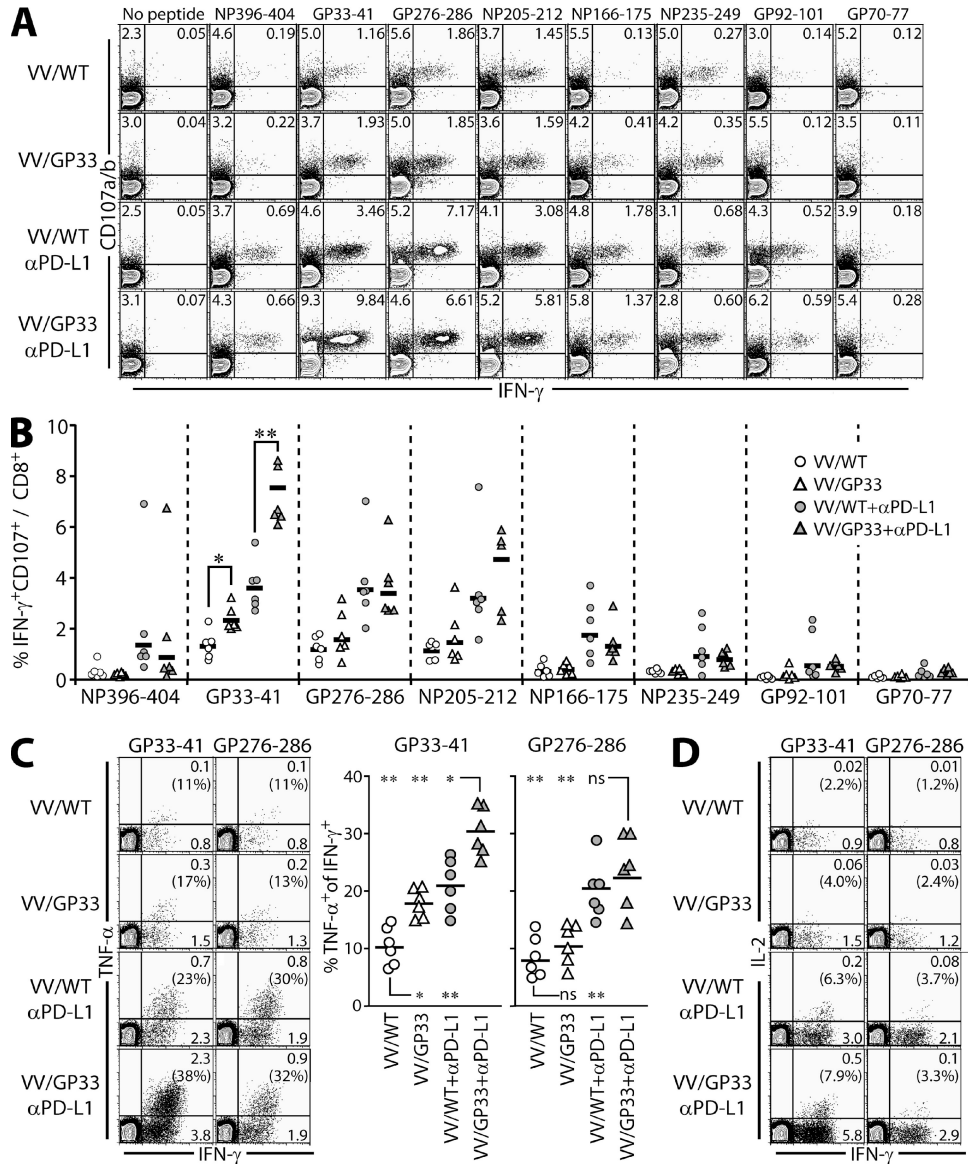 A
No peptide NP396-404 GP33-41 GP276-286 NP205-212 NP166-175 NP235-249 GP92-101 GP70-77
VV/WT
2.3 0.05 4.6 0.19 5.0 1.16 5.6 1.86 3.7 1.45 5.5 0.13 5.0 0.27 3.0 0.14 5.2 0.12
VV/GP33
3.0 0.04 3.2 0.22 3.7 1.93 5.0 1.85 3.6 1.59 4.2 0.41 4.2 0.35 5.5 0.12 3.5 0.11
VV/WT
αPD-L1
2.5 0.05 3.7 0.69 4.6 3.46 5.2 7.17 4.1 3.08 4.8 1.78 3.1 0.68 4.3 0.52 3.9 0.18
VV/GP33
αPD-L1
3.1 0.07 4.3 0.66 9.3 9.84 4.6 6.61 5.2 5.81 5.8 1.37 2.8 0.60 6.2 0.59 5.4 0.28
CD107a/b
IFN-γ
B
% IFN-γ+CD107+ / CD8+
10
8
6
4
2
0
*
**
VV/WT
VV/GP33
VV/WT+αPD-L1
VV/GP33+αPD-L1
NP396-404 GP33-41 GP276-286 NP205-212 NP166-175 NP235-249 GP92-101 GP70-77
C
GP33-41 GP276-286
VV/WT
0.1 0.1
(11%) (11%)
0.8 0.8
VV/GP33
0.3 0.2
(17%) (13%)
1.5 1.3
VV/WT
αPD-L1
0.7 0.8
(23%) (30%)
2.3 1.9
VV/GP33
αPD-L1
2.3 0.9
(38%) (32%)
3.8 1.9
TNF-α
IFN-γ
GP33-41 GP276-286
% TNF-α+ of IFN-γ+
40
30
20
10
0
** ** * ** ** ns
* ** ns **
VV/WT
VV/GP33
VV/WT+αPD-L1
VV/GP33+αPD-L1
VV/WT
VV/GP33
VV/WT+αPD-L1
VV/GP33+αPD-L1
D
GP33-41 GP276-286
VV/WT
0.02 0.01
(2.2%) (1.2%)
0.9 0.8
VV/GP33
0.06 0.03
(4.0%) (2.4%)
1.5 1.2
VV/WT
αPD-L1
0.2 0.08
(6.3%) (3.7%)
3.0 2.1
VV/GP33
αPD-L1
0.5 0.1
(7.9%) (3.3%)
5.8 2.9
IL-2
IFN-γ